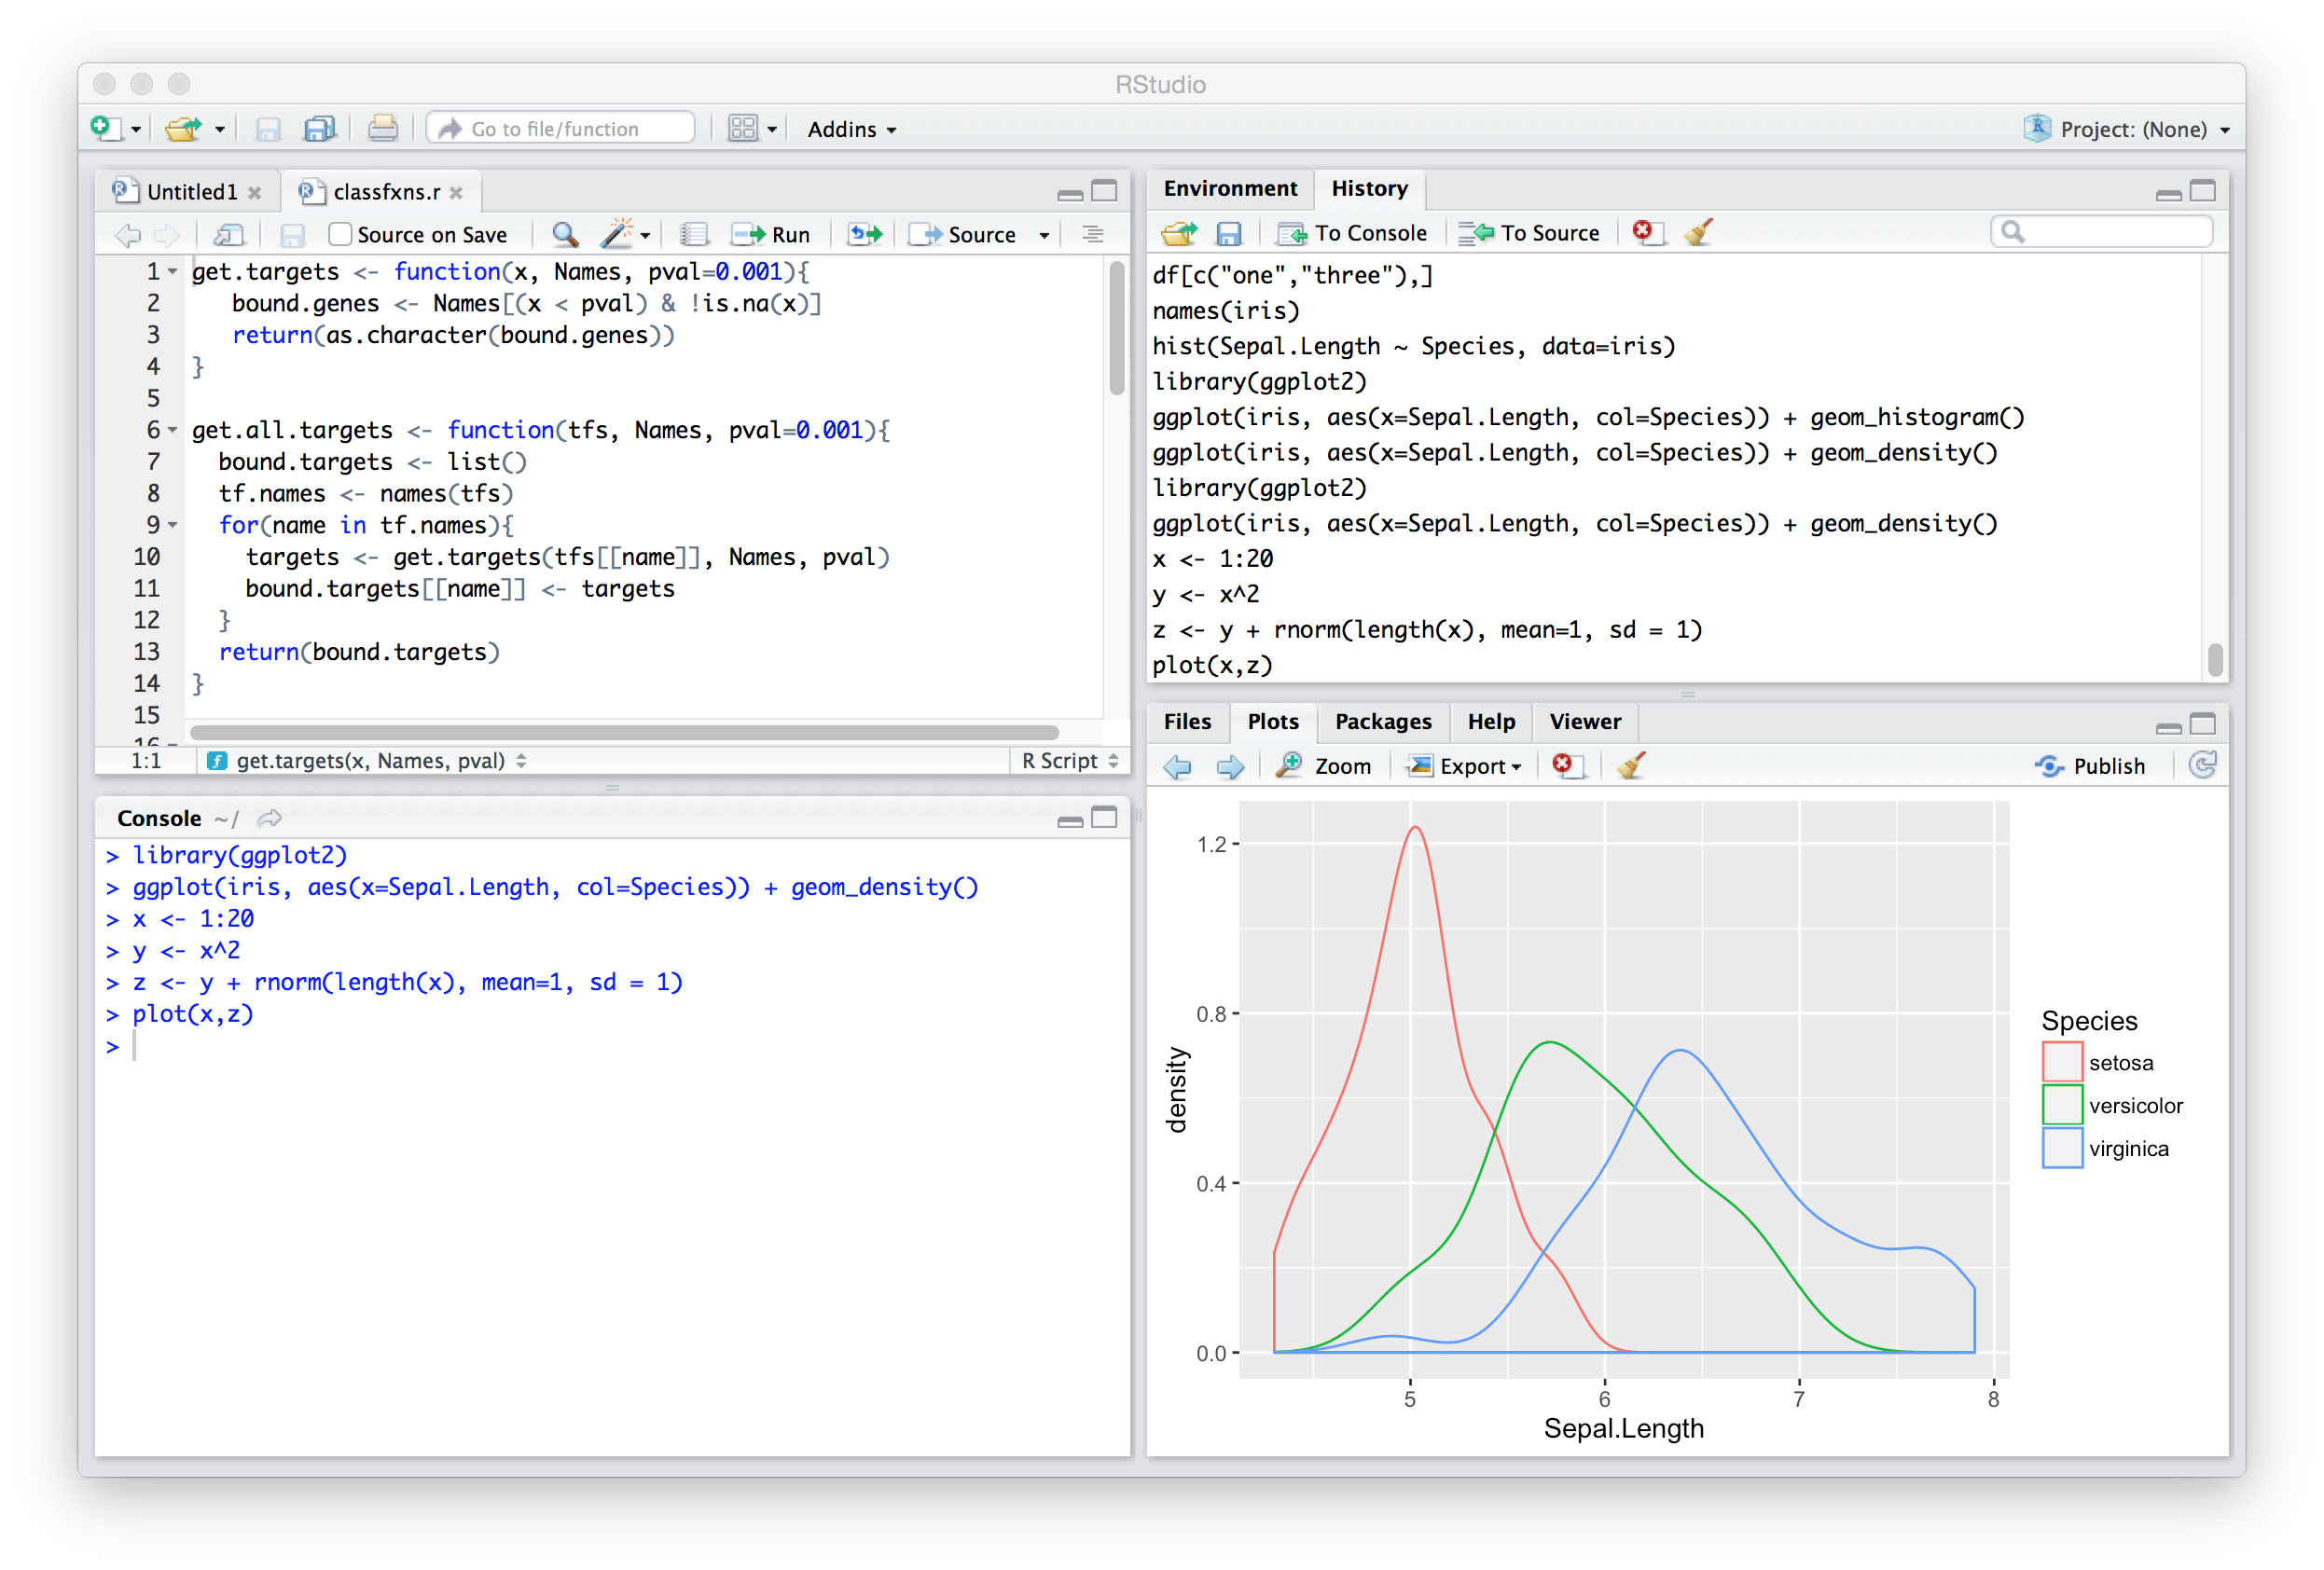 RStudio
Go to file/function
Addins
Project: (None)
Untitled1
classfxns.r
Source on Save
Run
Source
1 get.targets <- function(x, Names, pval=0.001){
2    bound.genes <- Names[(x < pval) & !is.na(x)]
3    return(as.character(bound.genes))
4 }
5
6 get.all.targets <- function(tfs, Names, pval=0.001){
7   bound.targets <- list()
8   tf.names <- names(tfs)
9   for(name in tf.names){
10     targets <- get.targets(tfs[[name]], Names, pval)
11     bound.targets[[name]] <- targets
12   }
13   return(bound.targets)
14 }
15
16
1:1
get.targets(x, Names, pval)
R Script
Console ~/
> library(ggplot2)
> ggplot(iris, aes(x=Sepal.Length, col=Species)) + geom_density()
> x <- 1:20
> y <- x^2
> z <- y + rnorm(length(x), mean=1, sd = 1)
> plot(x,z)
>
Environment
History
To Console
To Source
df[c("one","three"),]
names(iris)
hist(Sepal.Length ~ Species, data=iris)
library(ggplot2)
ggplot(iris, aes(x=Sepal.Length, col=Species)) + geom_histogram()
ggplot(iris, aes(x=Sepal.Length, col=Species)) + geom_density()
library(ggplot2)
ggplot(iris, aes(x=Sepal.Length, col=Species)) + geom_density()
x <- 1:20
y <- x^2
z <- y + rnorm(length(x), mean=1, sd = 1)
plot(x,z)
Files
Plots
Packages
Help
Viewer
Zoom
Export
Publish
1.2
0.8
0.4
0.0
density
5
6
7
8
Sepal.Length
Species
setosa
versicolor
virginica